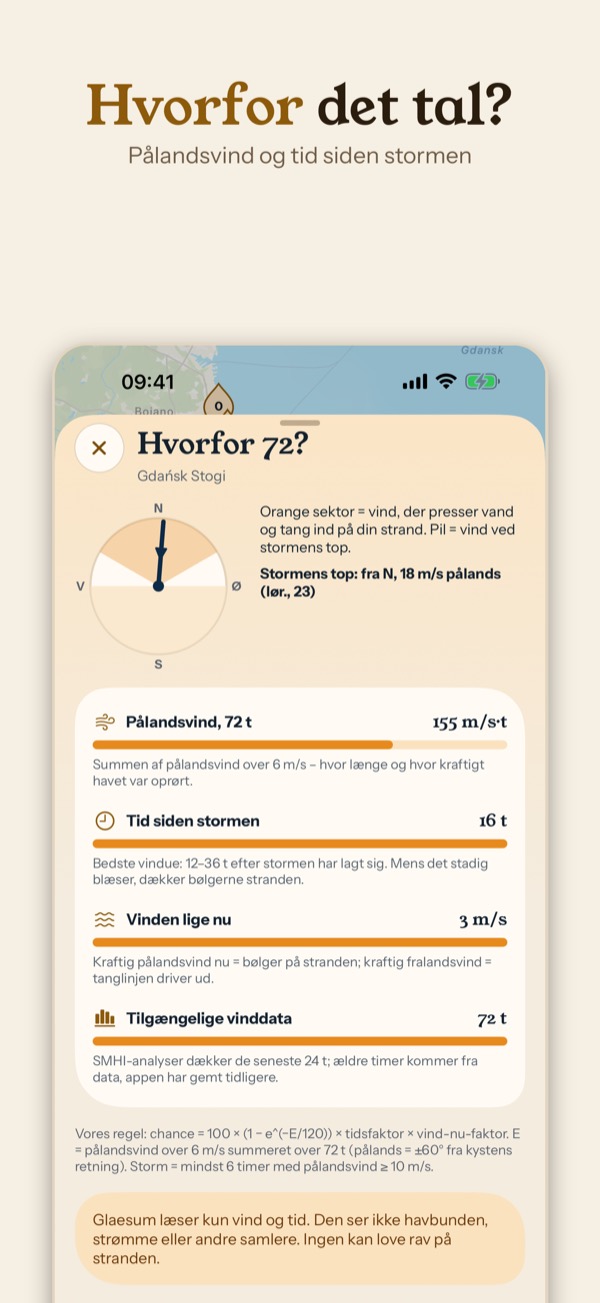 Hvorfor det tal?
Pålandsvind og tid siden stormen
Gdansk
09:41
Bojano
0
Hvorfor 72?
Gdańsk Stogi
N
V
Ø
S
Orange sektor = vind, der presser vand
og tang ind på din strand. Pil = vind ved
stormens top.
Stormens top: fra N, 18 m/s pålands
(lør., 23)
Pålandsvind, 72 t
155 m/s·t
Summen af pålandsvind over 6 m/s – hvor længe og hvor kraftigt
havet var oprørt.
Tid siden stormen
16 t
Bedste vindue: 12–36 t efter stormen har lagt sig. Mens det stadig
blæser, dækker bølgerne stranden.
Vinden lige nu
3 m/s
Kraftig pålandsvind nu = bølger på stranden; kraftig fralandsvind =
tanglinjen driver ud.
Tilgængelige vinddata
72 t
SMHI-analyser dækker de seneste 24 t; ældre timer kommer fra
data, appen har gemt tidligere.
Vores regel: chance = 100 × (1 − e^(−E/120)) × tidsfaktor × vind-nu-faktor. E
= pålandsvind over 6 m/s summeret over 72 t (pålands = ±60° fra kystens
retning). Storm = mindst 6 timer med pålandsvind ≥ 10 m/s.
Glaesum læser kun vind og tid. Den ser ikke havbunden,
strømme eller andre samlere. Ingen kan love rav på
stranden.